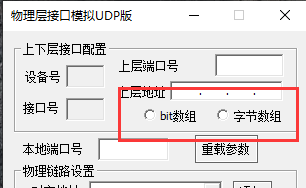 物理层接口模拟UDP版
上下层接口配置
设备号
上层端口号
上层地址
接口号
bit数组
字节数组
本地端口号
重载参数
物理链路设置